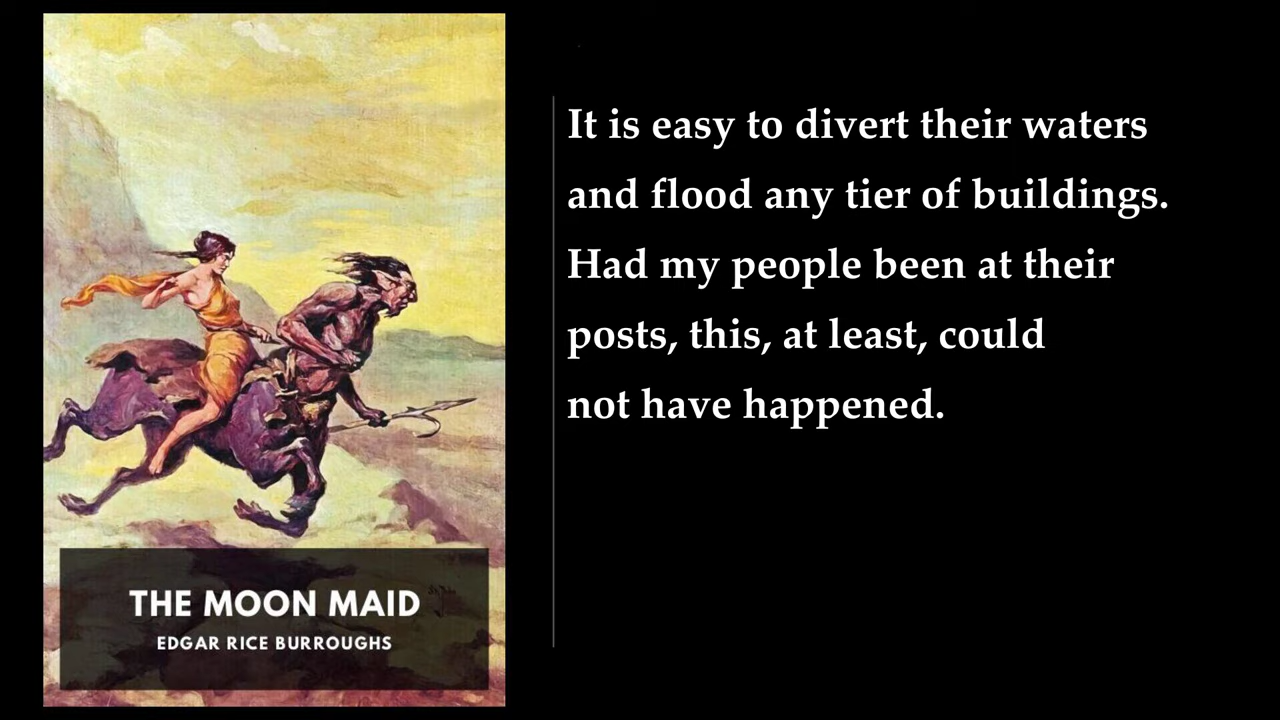 It is easy to divert their waters
and flood any tier of buildings.
Had my people been at their
posts, this, at least, could
not have happened.
THE MOON MAID
EDGAR RICE BURROUGHS